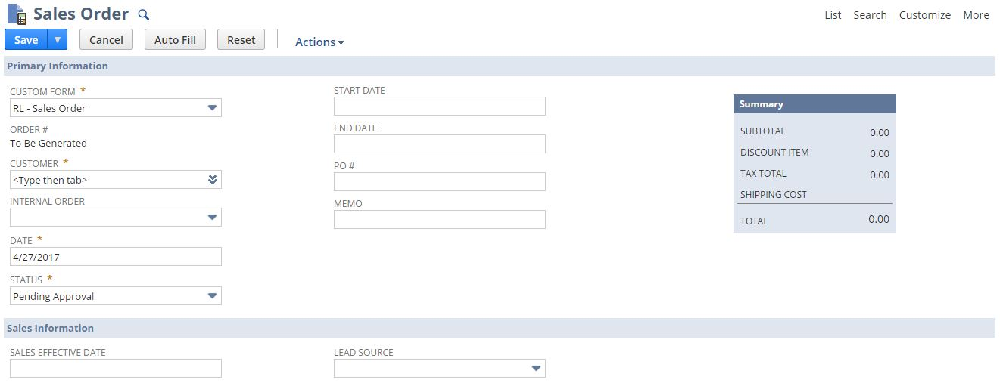 Sales Order
List Search Customize More
Save Cancel Auto Fill Reset Actions
Primary Information
CUSTOM FORM *
RL - Sales Order
ORDER #
To Be Generated
CUSTOMER *
<Type then tab>
INTERNAL ORDER
DATE *
4/27/2017
STATUS *
Pending Approval
START DATE
END DATE
PO #
MEMO
Summary
SUBTOTAL 0.00
DISCOUNT ITEM 0.00
TAX TOTAL 0.00
SHIPPING COST
TOTAL 0.00
Sales Information
SALES EFFECTIVE DATE
LEAD SOURCE